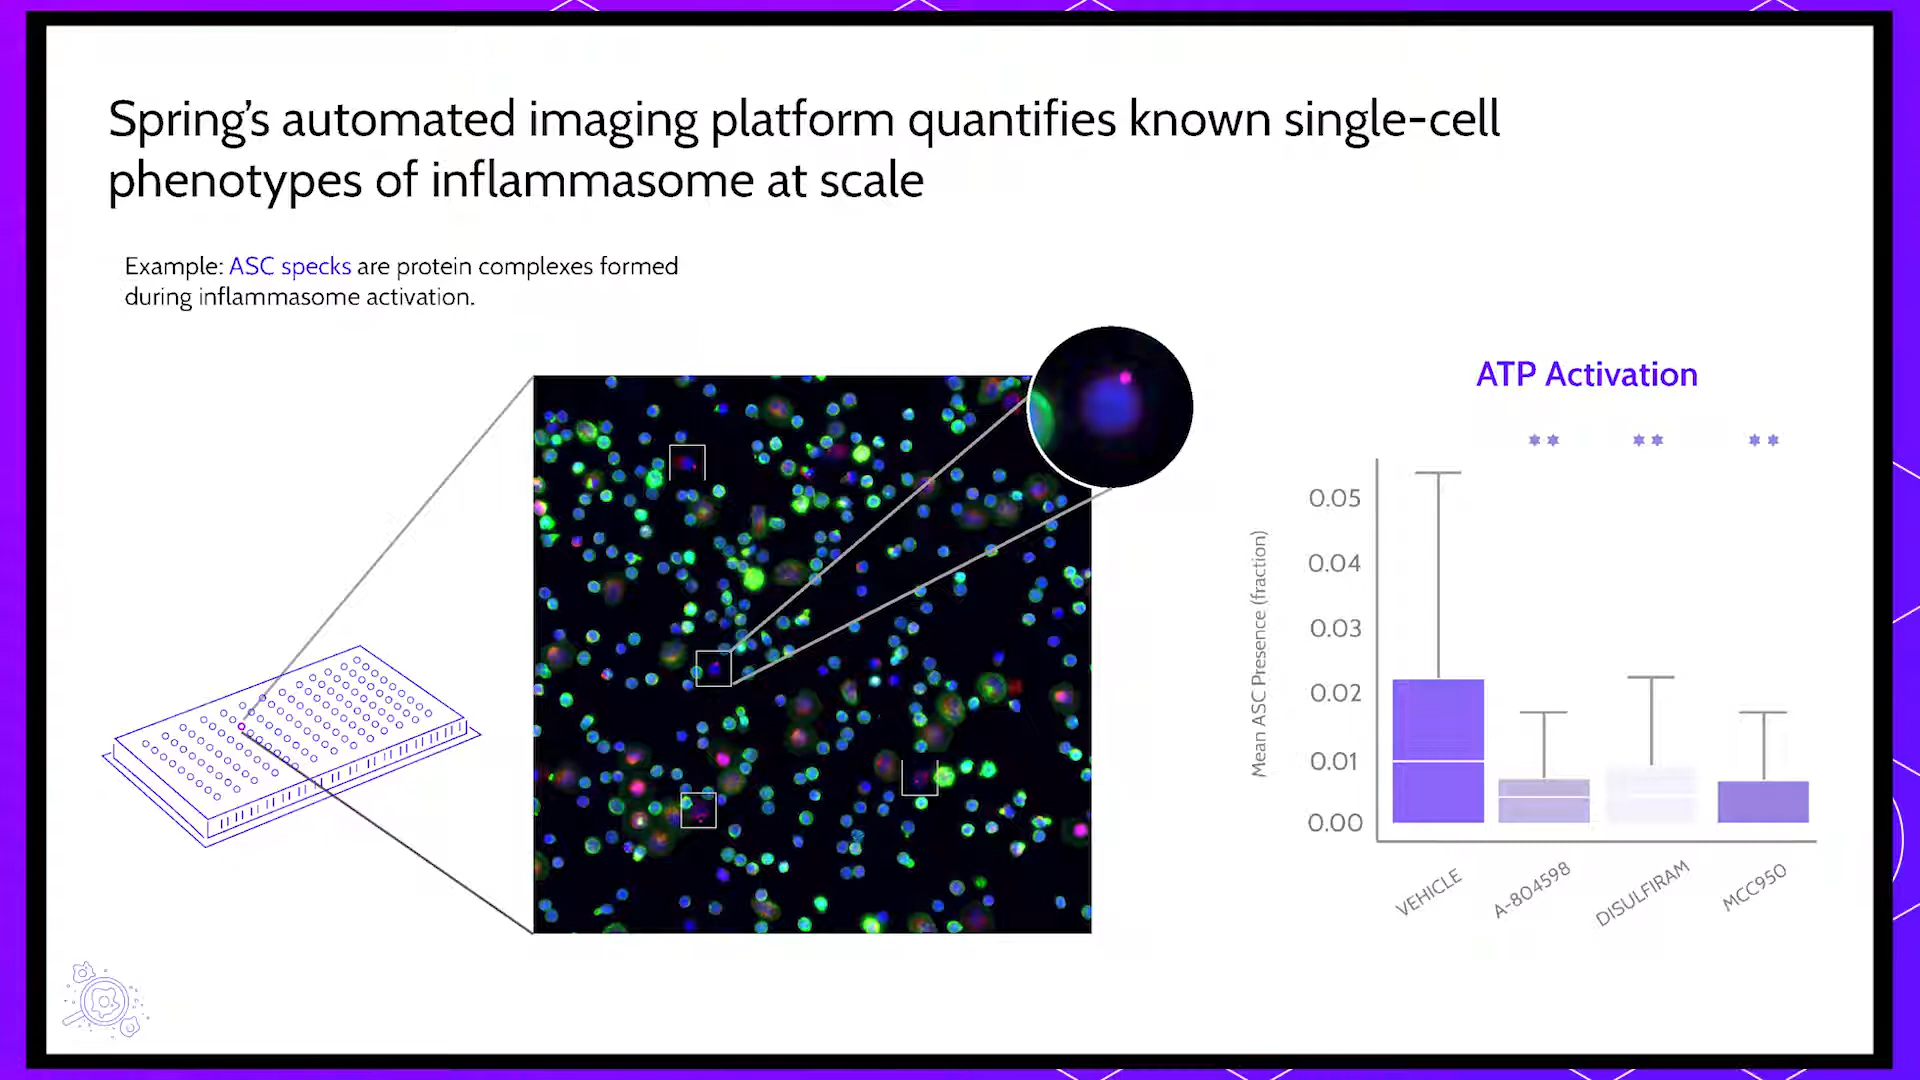 Spring's automated imaging platform quantifies known single-cell
phenotypes of inflammasome at scale
Example: ASC specks are protein complexes formed
during inflammasome activation.
ATP Activation
** ** **
Mean ASC Presence (fraction)
0.05
0.04
0.03
0.02
0.01
0.00
VEHICLE
A-804598
DISULFIRAM
MCC950